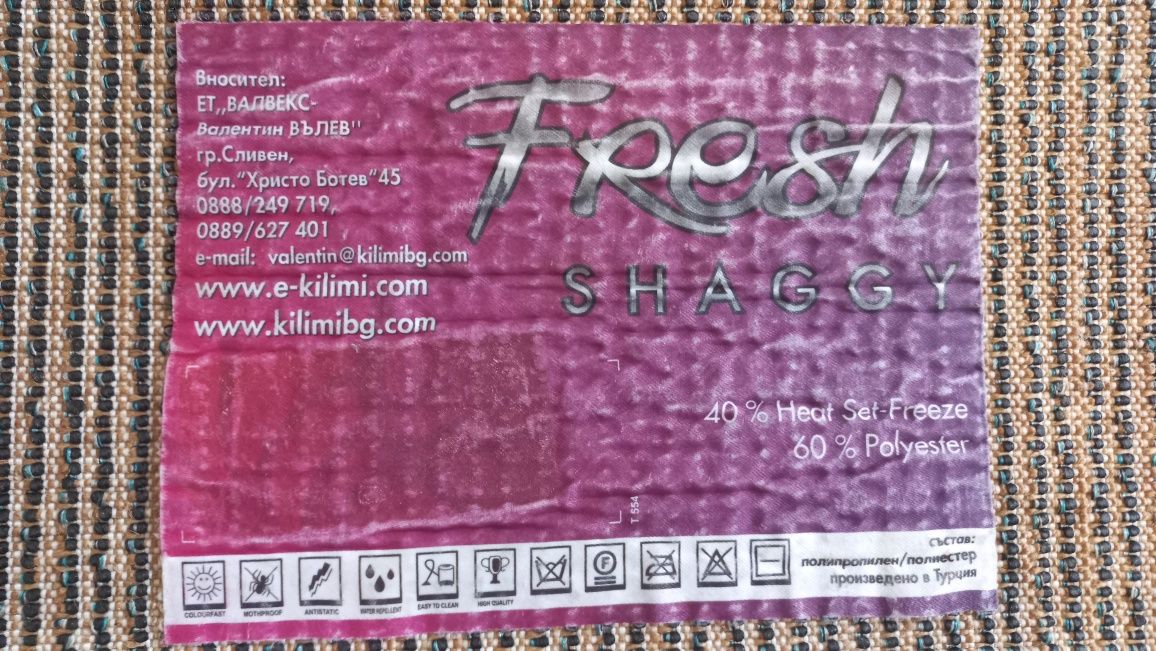 Вносител:
ЕТ,,ВАЛВЕКС-
Валентин ВЪЛЕВ"
гр.Сливен,
бул."Христо Ботев"45
0888/249 719,
0889/627 401
e-mail: valentin@kilimibg.com
www.e-kilimi.com
www.kilimibg.com
Fresh
SHAGGY
40 % Heat Set-Freeze
60 % Polyester
T 554
COLOURFAST
MOTHPROOF
ANTISTATIC
WATER REPELLENT
EASY TO CLEAN
HIGH QUALITY
F
състав:
полипропилен/полиестер
произведено в Турция